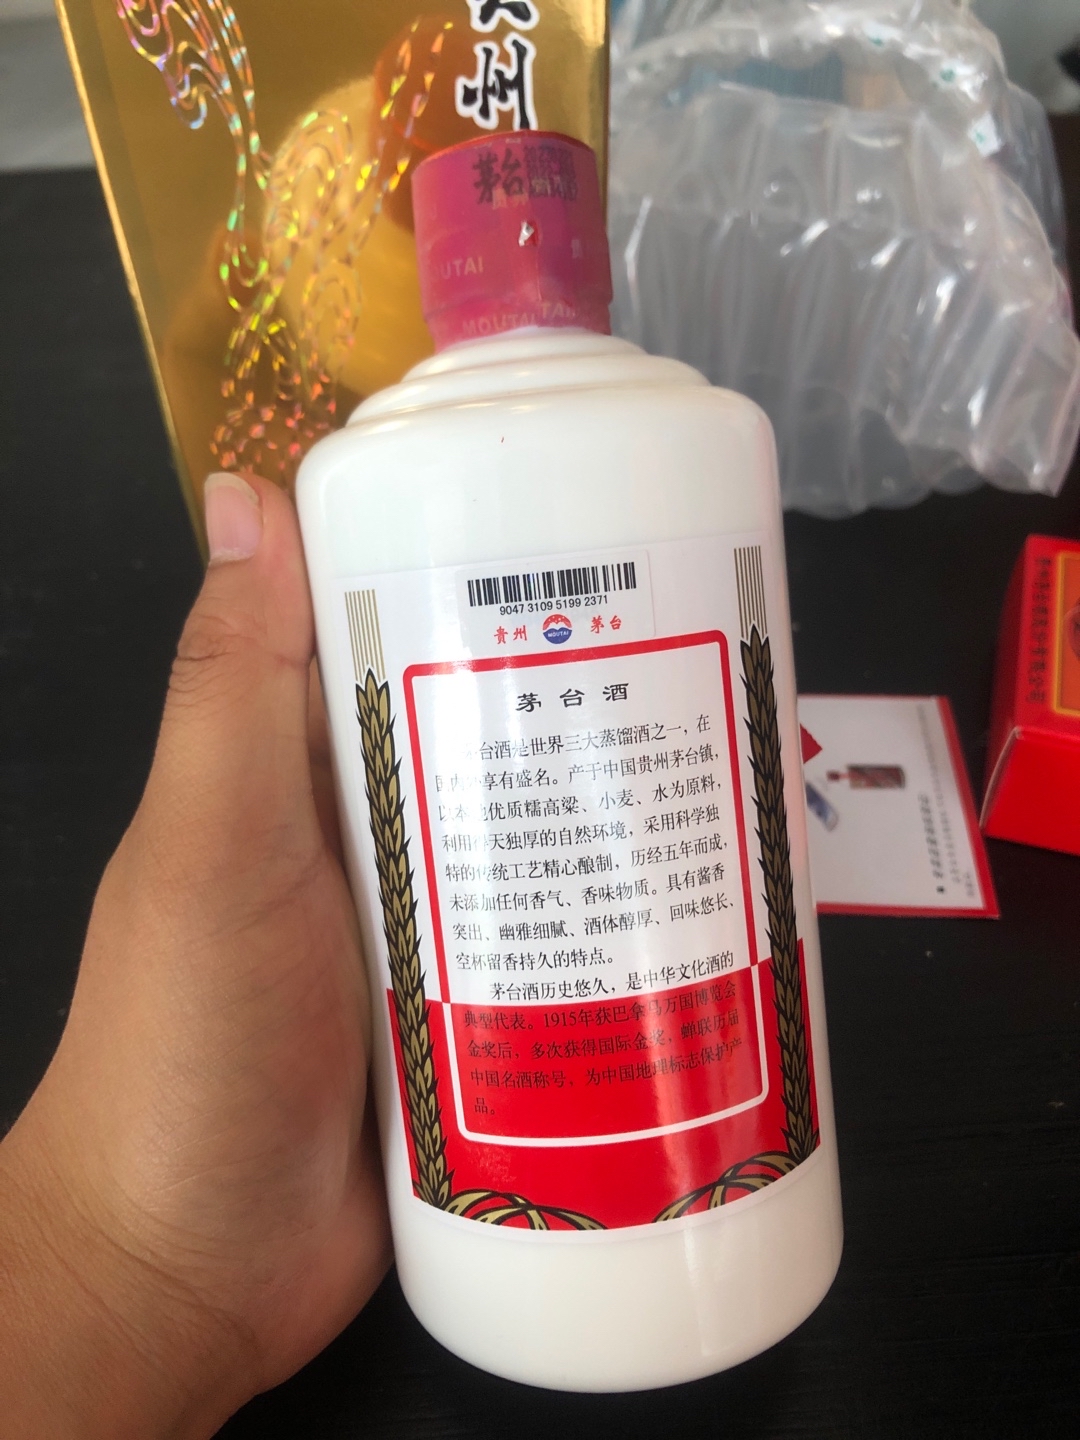 州
茅台
MOUTAI
9047 3109 5199 2371
貴州 MOUTAI 茅台
茅台酒
台酒是世界三大蒸馏酒之一，在
享有盛名。产于中国贵州茅台镇，
以本地优质糯高粱、小麦、水为原料，
利用 天独厚的自然环境，采用科学独
特的传统工艺精心酿制，历经五年而成，
未添加任何香气、香味物质。具有酱香
突出、幽雅细腻、酒体醇厚、回味悠长、
空杯留香持久的特点。
茅台酒历史悠久，是中华文化酒的
典型代表。1915年获巴拿马万国博览会
金奖后，多次获得国际金奖，蝉联历届
中国名酒称号，为中国地理标志保护产
品。